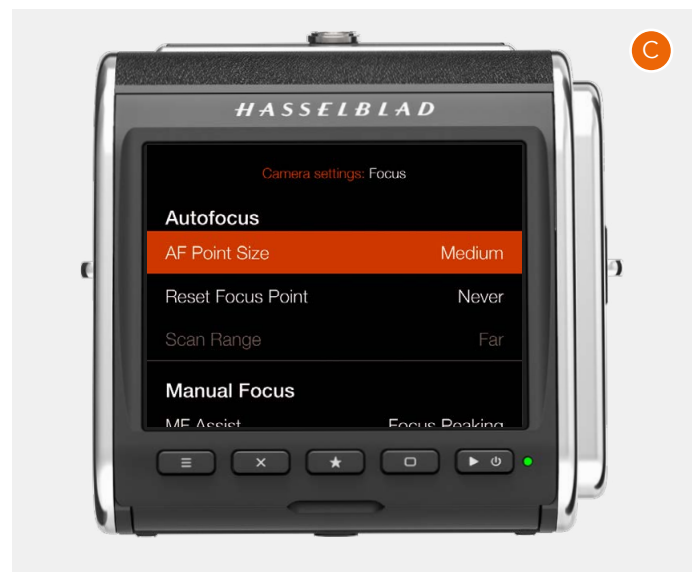 C
HASSELBLAD
Camera settings: Focus
Autofocus
AF Point Size Medium
Reset Focus Point Never
Scan Range Far
Manual Focus
MF Assist Focus Peaking